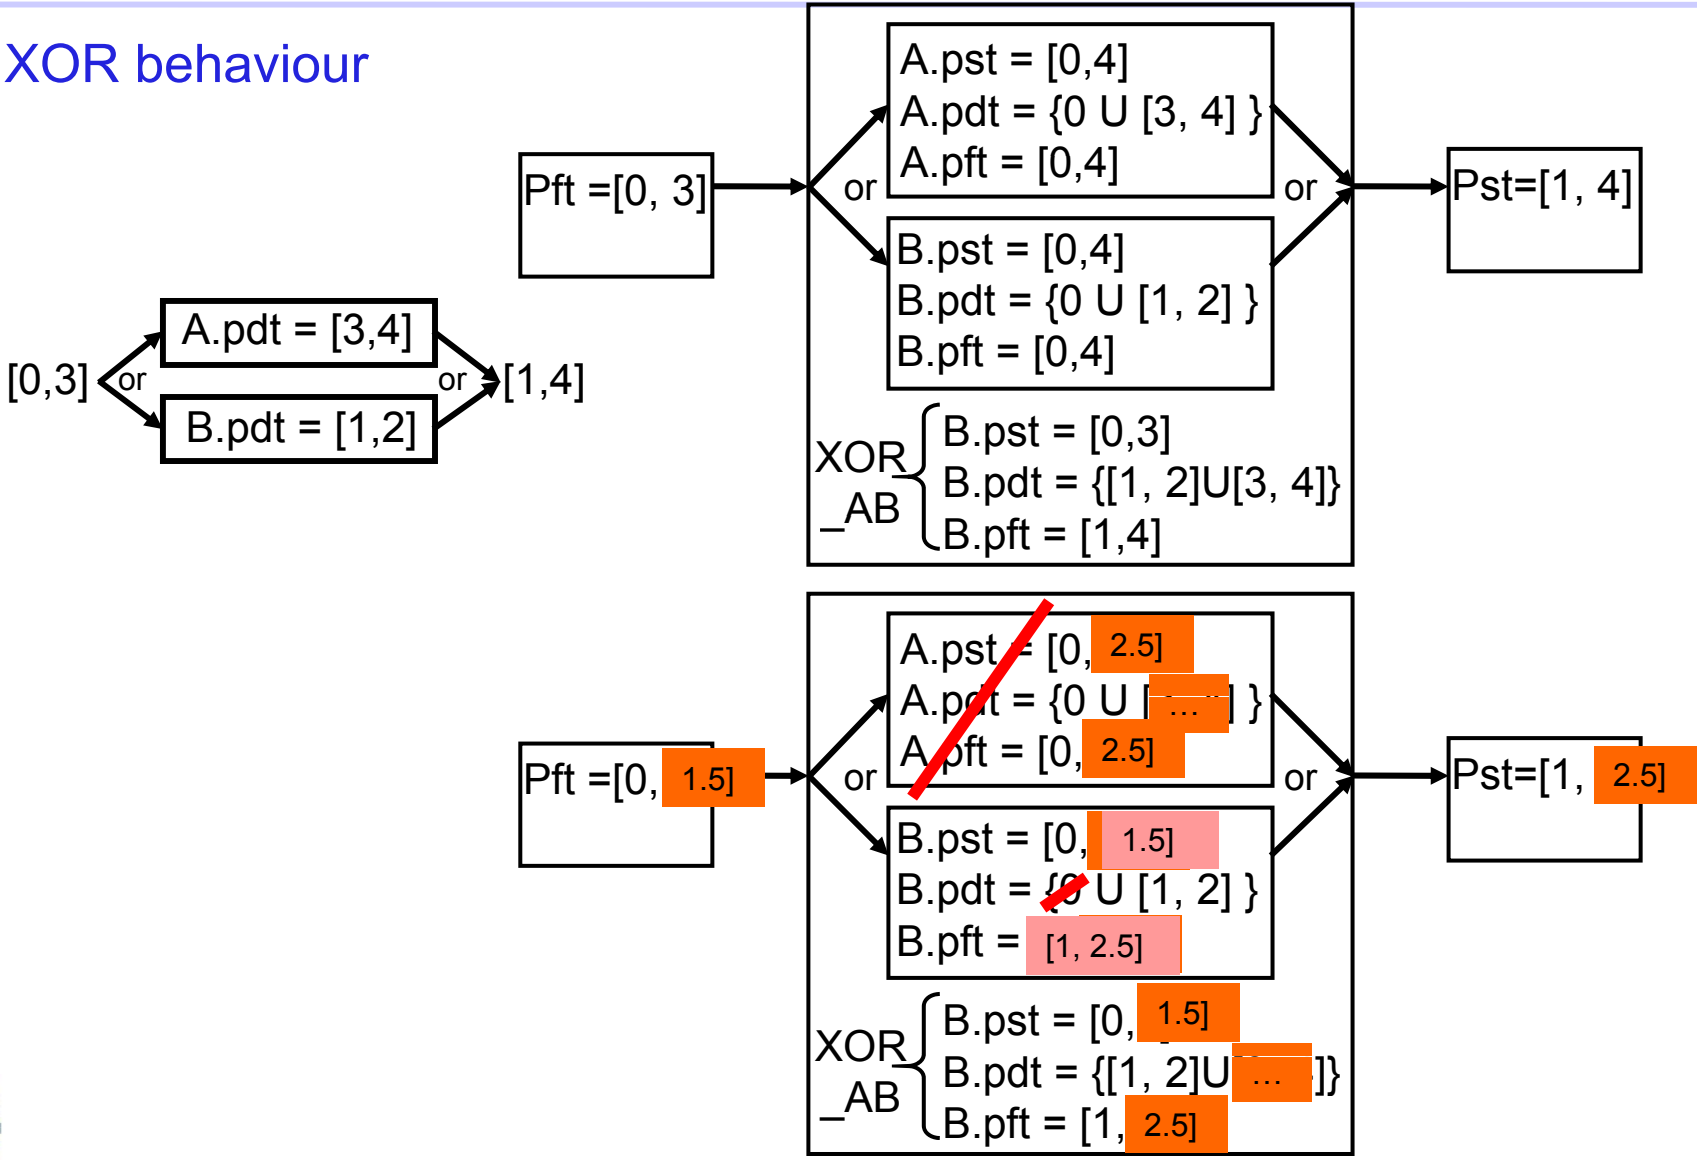 XOR behaviour
A.pst = [0,4]
A.pdt = {0 U [3, 4] }
A.pft = [0,4]
Pft =[0, 3]
or
or
Pst=[1, 4]
B.pst = [0,4]
B.pdt = {0 U [1, 2] }
B.pft = [0,4]
A.pdt = [3,4]
[0,3]
or
or
[1,4]
B.pdt = [1,2]
XOR
_AB
B.pst = [0,3]
B.pdt = {[1, 2]U[3, 4]}
B.pft = [1,4]
A.pst = [0, 2.5]
A.pdt = {0 U [ ... ] }
A.pft = [0, 2.5]
Pft =[0, 1.5]
or
or
Pst=[1, 2.5]
B.pst = [0, 1.5]
B.pdt = {0 U [1, 2] }
B.pft = [1, 2.5]
XOR
_AB
B.pst = [0, 1.5]
B.pdt = {[1, 2]U ... ]}
B.pft = [1, 2.5]